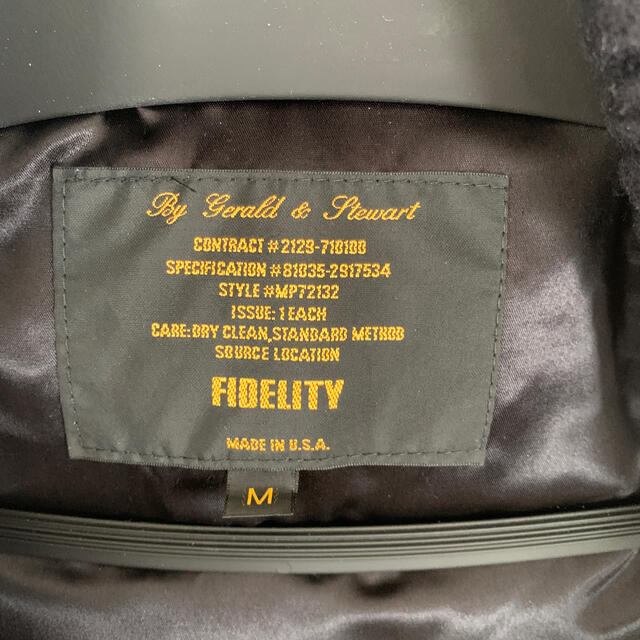 By Gerald & Stewart
CONTRACT #2129-710100
SPECIFICATION #81035-2917534
STYLE #MP72132
ISSUE: 1 EACH
CARE:DRY CLEAN,STANDARD METHOD
SOURCE LOCATION
FIDELITY
MADE IN U.S.A.
M